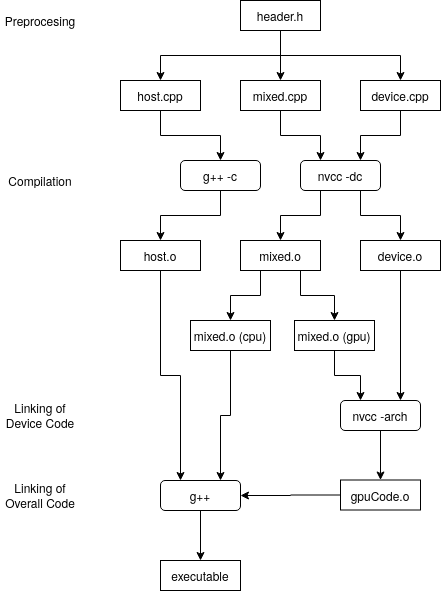 header.h
Preprocesing
host.cpp
mixed.cpp
device.cpp
Compilation
g++ -c
nvcc -dc
host.o
mixed.o
device.o
mixed.o (cpu)
mixed.o (gpu)
Linking of
Device Code
nvcc -arch
Linking of
Overall Code
g++
gpuCode.o
executable